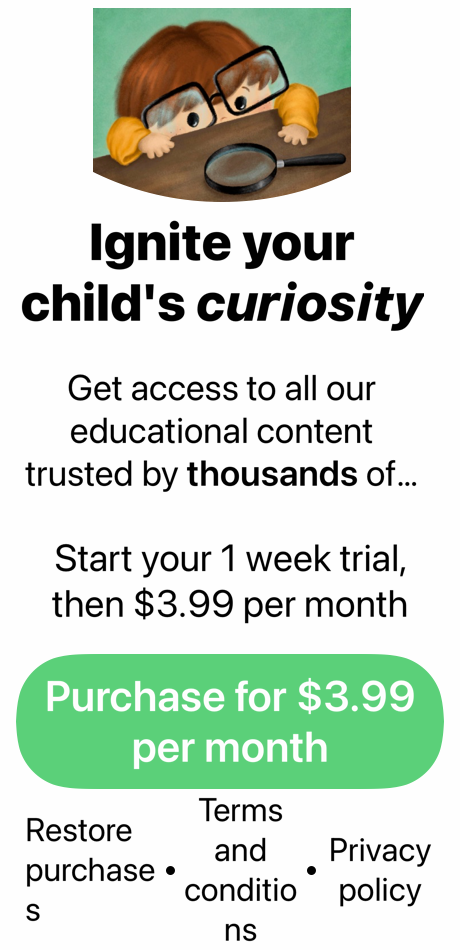 Ignite your
child's curiosity
Get access to all our
educational content
trusted by thousands of…
Start your 1 week trial,
then $3.99 per month
Purchase for $3.99
per month
Restore
purchase
s
•
Terms
and
conditio
ns
•
Privacy
policy